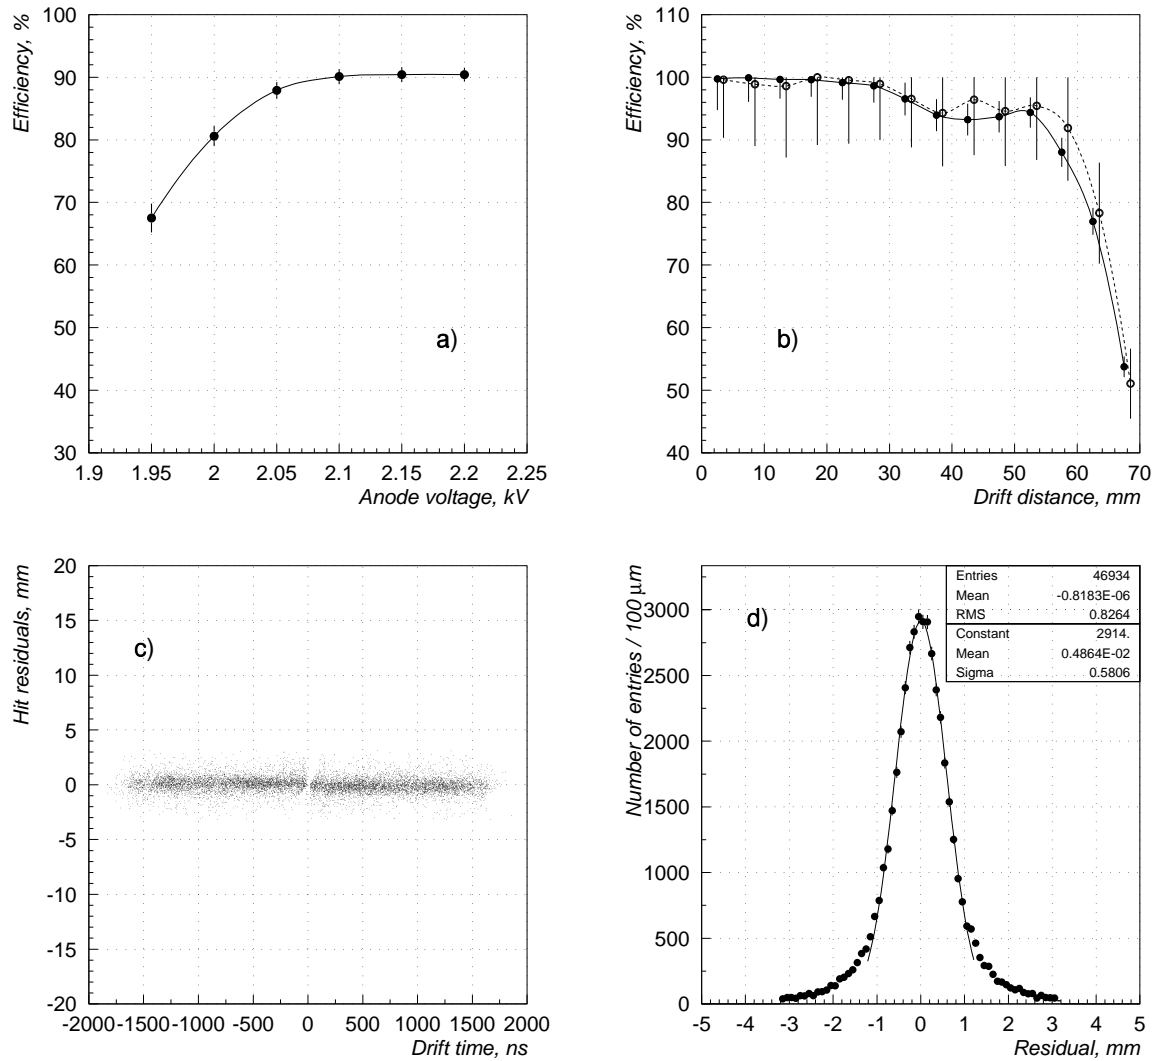 Efficiency, %
100
90
80
70
60
50
40
30
1.9 1.95 2 2.05 2.1 2.15 2.2 2.25
Anode voltage, kV
a)
Efficiency, %
110
100
90
80
70
60
50
40
0 10 20 30 40 50 60 70
Drift distance, mm
b)
Hit residuals, mm
20
15
10
5
0
-5
-10
-15
-20
-2000 -1500 -1000 -500 0 500 1000 1500 2000
Drift time, ns
c)
Number of entries / 100 μm
3000
2500
2000
1500
1000
500
0
-5 -4 -3 -2 -1 0 1 2 3 4 5
Residual, mm
d)
Entries 46934
Mean -0.8183E-06
RMS 0.8264
Constant 2914.
Mean 0.4864E-02
Sigma 0.5806